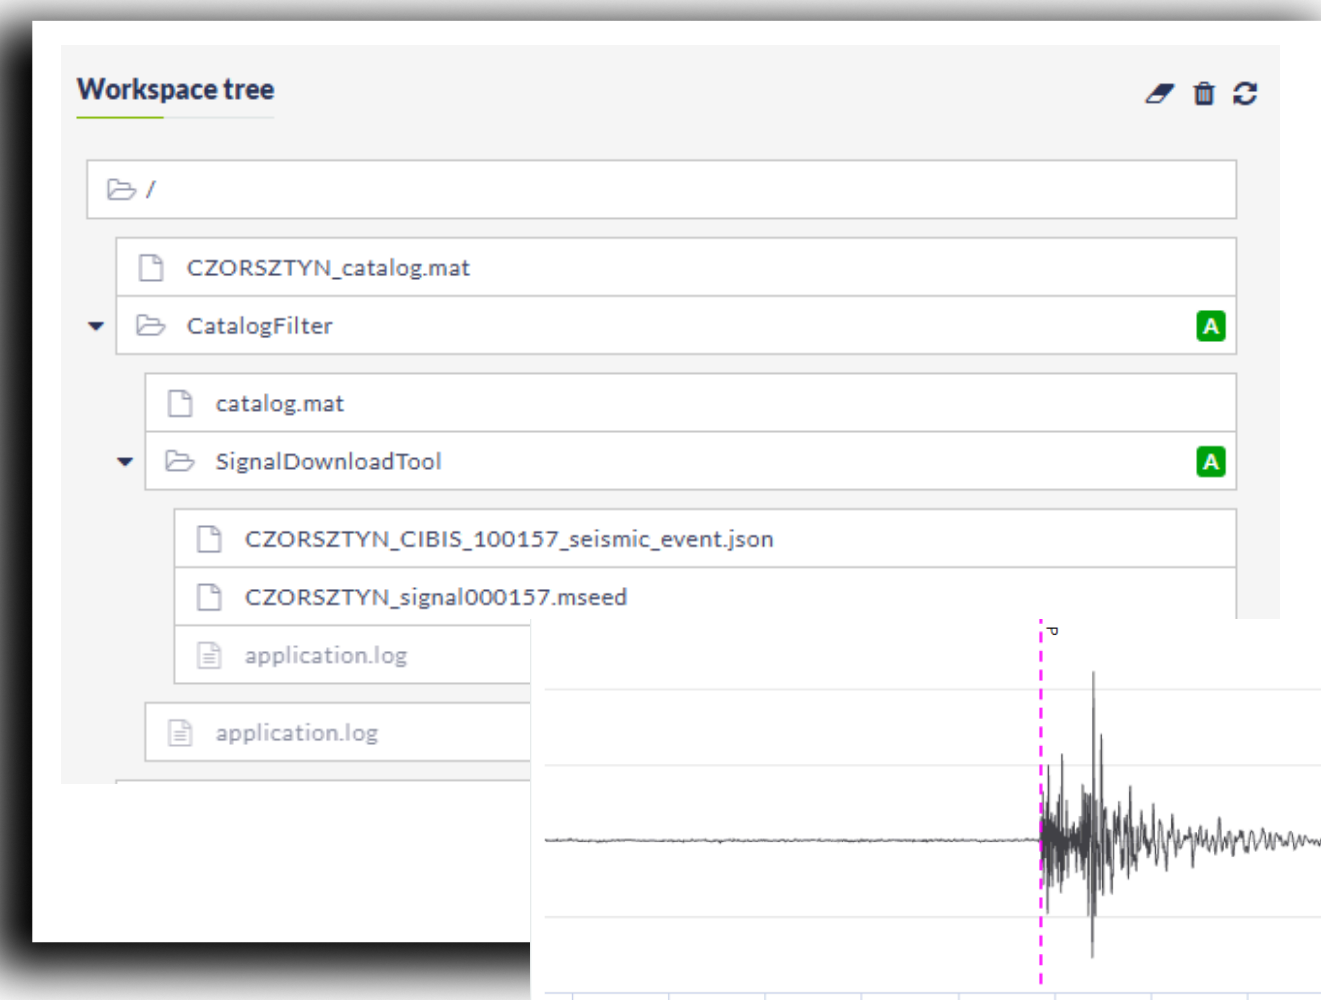 Workspace tree
/
CZORSZTYN_catalog.mat
CatalogFilter
A
catalog.mat
SignalDownloadTool
A
CZORSZTYN_CIBIS_100157_seismic_event.json
CZORSZTYN_signal000157.mseed
application.log
application.log
P